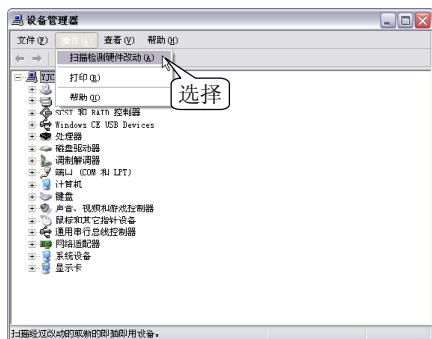 设备管理器
文件(F) 操作(A) 查看(V) 帮助(H)
扫描检测硬件改动(A)
打印(R)
帮助(H)
选择
YJC
SCSI 和 RAID 控制器
Windows CE USB Devices
处理器
磁盘驱动器
调制解调器
端口 (COM 和 LPT)
计算机
键盘
声音、视频和游戏控制器
鼠标和其它指针设备
通用串行总线控制器
网络适配器
系统设备
显示卡
扫描经过改动的或新的即插即用设备。